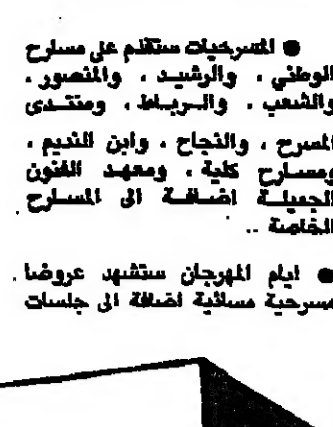 ● المسرحيات ستقدم على مسارح
الوطني ، والرشيد ، والمنصور ،
والشعب ، والرباط ، ومنتدى
المسرح ، والنجاح ، وابن النديم ،
ومسارح كلية ، ومعهد الفنون
الجميلة اضافة الى المسارح
الخاصة ..
● ايام المهرجان ستشهد عروضا
مسرحية مسائية اضافة الى جلسات